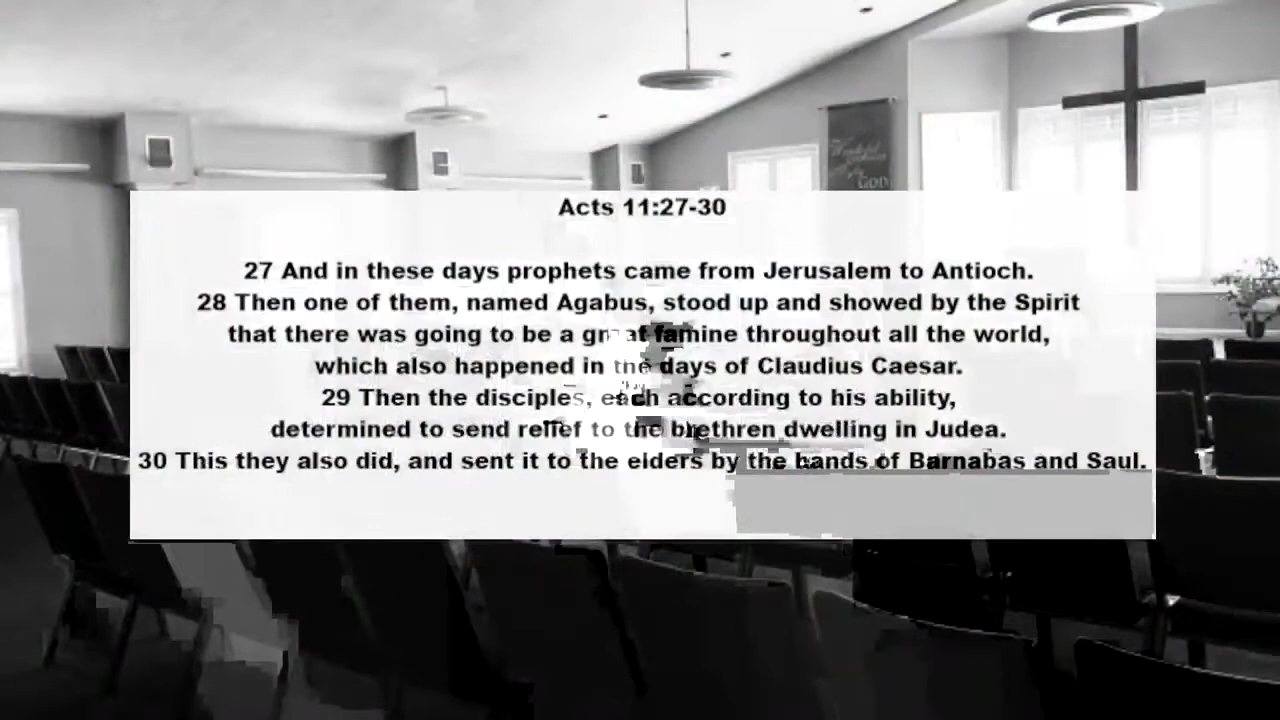 GOD
Acts 11:27-30
27 And in these days prophets came from Jerusalem to Antioch.
28 Then one of them, named Agabus, stood up and showed by the Spirit
that there was going to be a great famine throughout all the world,
which also happened in the days of Claudius Caesar.
29 Then the disciples, each according to his ability,
determined to send relief to the brethren dwelling in Judea.
30 This they also did, and sent it to the elders by the hands of Barnabas and Saul.